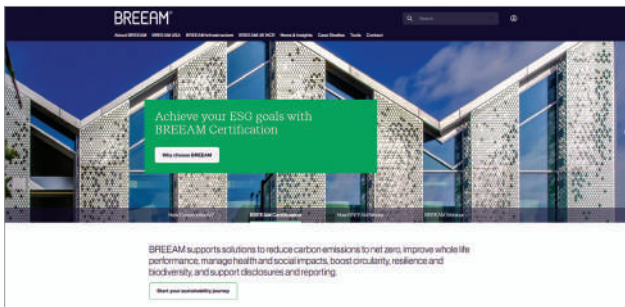 BREEAM®
Search
About BREEAM BREEAM USA BREEAM Infrastructure BREEAM UK NCR News & Insights Case Studies Tools Contact
Achieve your ESG goals with
BREEAM Certification
Why choose BREEAM
BREEAM Certification
BREEAM supports solutions to reduce carbon emissions to net zero, improve whole life
performance, manage health and social impacts, boost circularity, resilience and
biodiversity, and support disclosures and reporting.
Start your sustainability journey